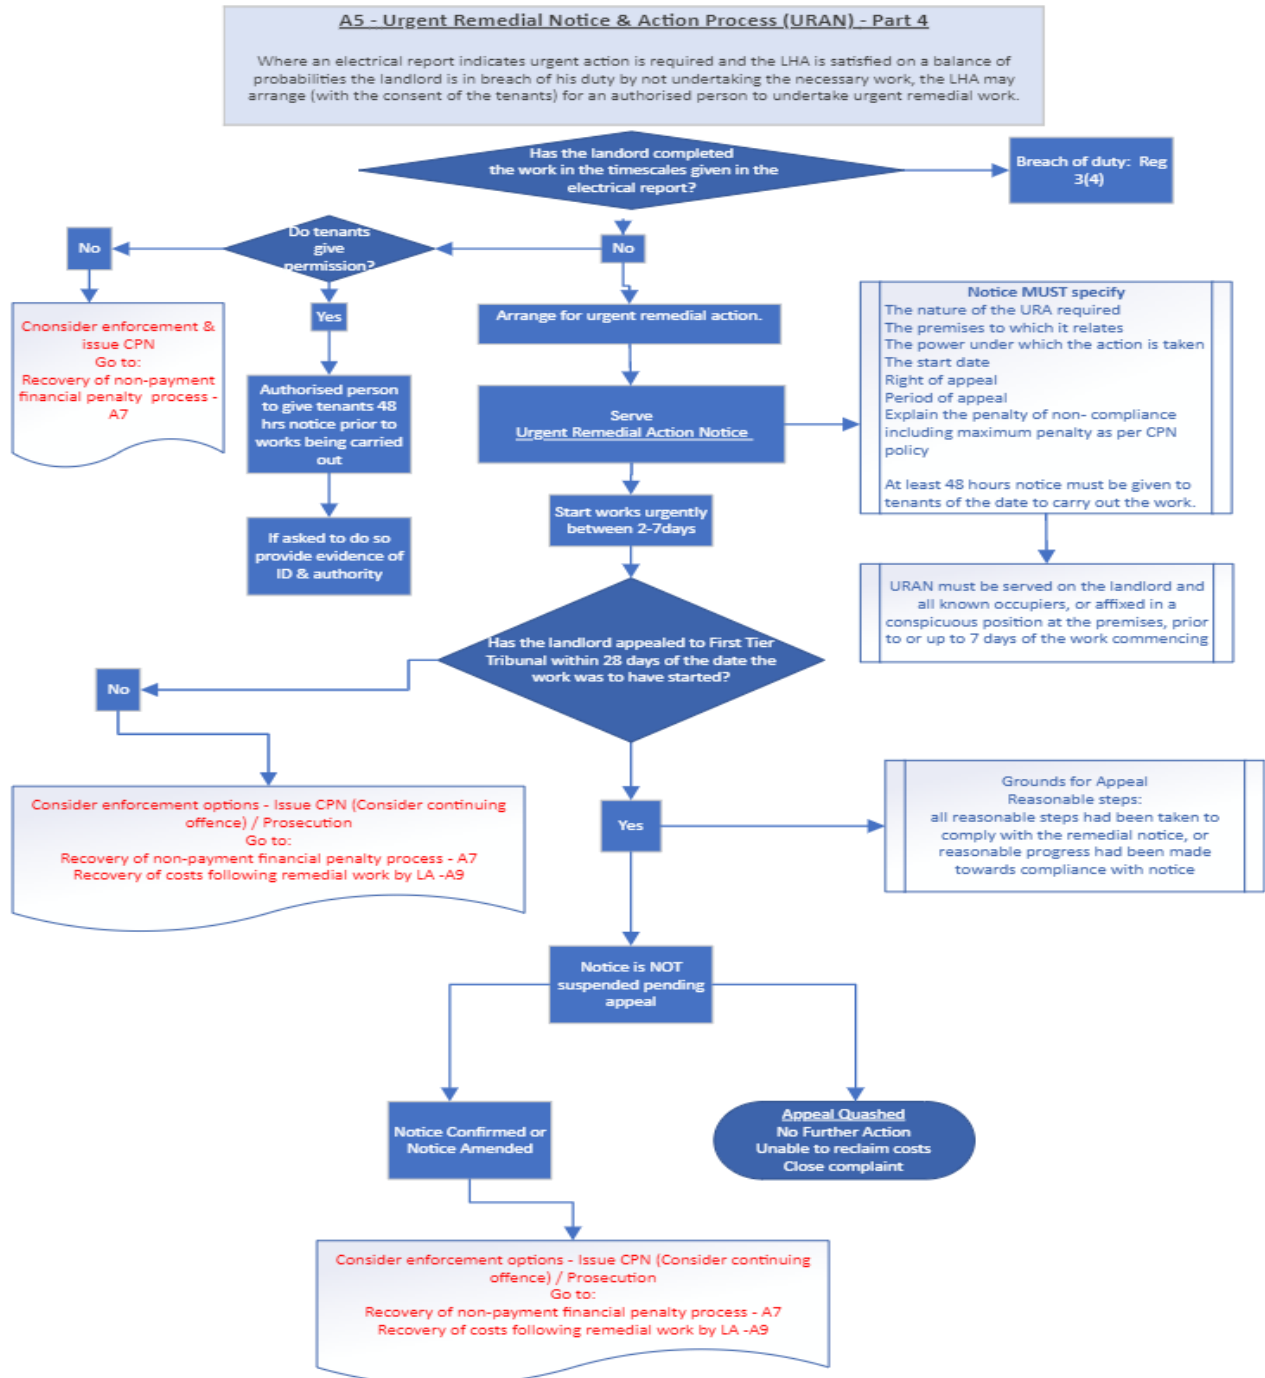 A5 - Urgent Remedial Notice & Action Process (URAN) - Part 4
Where an electrical report indicates urgent action is required and the LHA is satisfied on a balance of
probabilities the landlord is in breach of his duty by not undertaking the necessary work, the LHA may
arrange (with the consent of the tenants) for an authorised person to undertake urgent remedial work.
Has the landord completed
the work in the timescales given in the
electrical report?
Breach of duty: Reg
3(4)
No
Do tenants
give
permission?
No
Cnonsider enforcement &
issue CPN
Go to:
Recovery of non-payment
financial penalty process -
A7
Yes
Authorised person
to give tenants 48
hrs notice prior to
works being carried
out
If asked to do so
provide evidence of
ID & authority
Arrange for urgent remedial action.
Serve
Urgent Remedial Action Notice
Notice MUST specify
The nature of the URA required
The premises to which it relates
The power under which the action is taken
The start date
Right of appeal
Period of appeal
Explain the penalty of non- compliance
including maximum penalty as per CPN
policy
At least 48 hours notice must be given to
tenants of the date to carry out the work.
URAN must be served on the landlord and
all known occupiers, or affixed in a
conspicuous position at the premises, prior
to or up to 7 days of the work commencing
Start works urgently
between 2-7days
Has the landlord appealed to First Tier
Tribunal within 28 days of the date the
work was to have started?
No
Consider enforcement options - Issue CPN (Consider continuing
offence) / Prosecution
Go to:
Recovery of non-payment financial penalty process - A7
Recovery of costs following remedial work by LA -A9
Yes
Grounds for Appeal
Reasonable steps:
all reasonable steps had been taken to
comply with the remedial notice, or
reasonable progress had been made
towards compliance with notice
Notice is NOT
suspended pending
appeal
Notice Confirmed or
Notice Amended
Appeal Quashed
No Further Action
Unable to reclaim costs
Close complaint
Consider enforcement options - Issue CPN (Consider continuing
offence) / Prosecution
Go to:
Recovery of non-payment financial penalty process - A7
Recovery of costs following remedial work by LA -A9